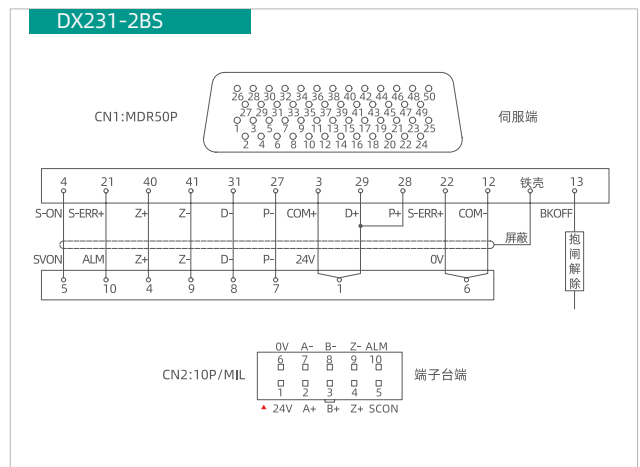 DX231-2BS
26 28 30 32 34 36 38 40 42 44 46 48 50
27 29 31 33 35 37 39 41 43 45 47 49
CN1:MDR50P
伺服端
1 3 5 7 9 11 13 15 17 19 21 23 25
2 4 6 8 10 12 14 16 18 20 22 24
4 21 40 41 31 27 3 29 28 22 12 铁壳 13
S-ON S-ERR+ Z+ Z- D- P- COM+ D+ P+ S-ERR+ COM- BKOFF
屏蔽
抱闸解除
SVON ALM Z+ Z- D- P- 24V 0V
5 10 4 9 8 7 1 6
0V A- B- Z- ALM
6 7 8 9 10
CN2:10P/MIL
端子台端
1 2 3 4 5
24V A+ B+ Z+ SCON